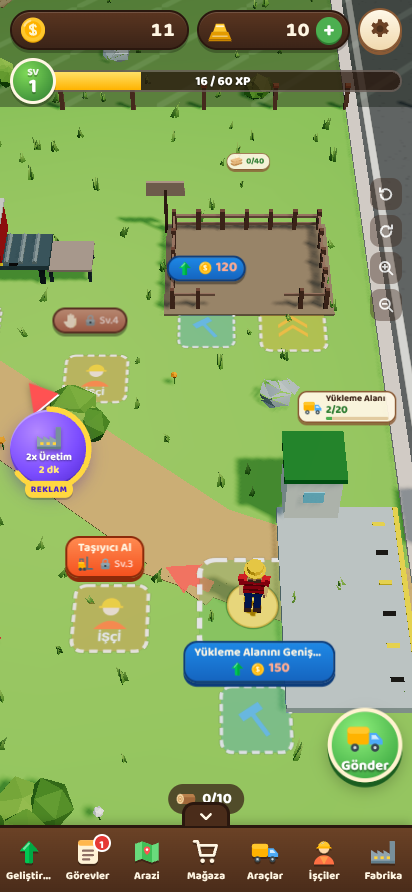 11
10
SV
1
16 / 60 XP
0/40
120
Sv.4
İŞÇİ
Yükleme Alanı
2/20
2x Üretim
2 dk
REKLAM
Taşıyıcı Al
Sv.3
İŞÇİ
Yükleme Alanını Geniş...
150
Gönder
0/10
1
Geliştir...
Görevler
Arazi
Mağaza
Araçlar
İşçiler
Fabrika